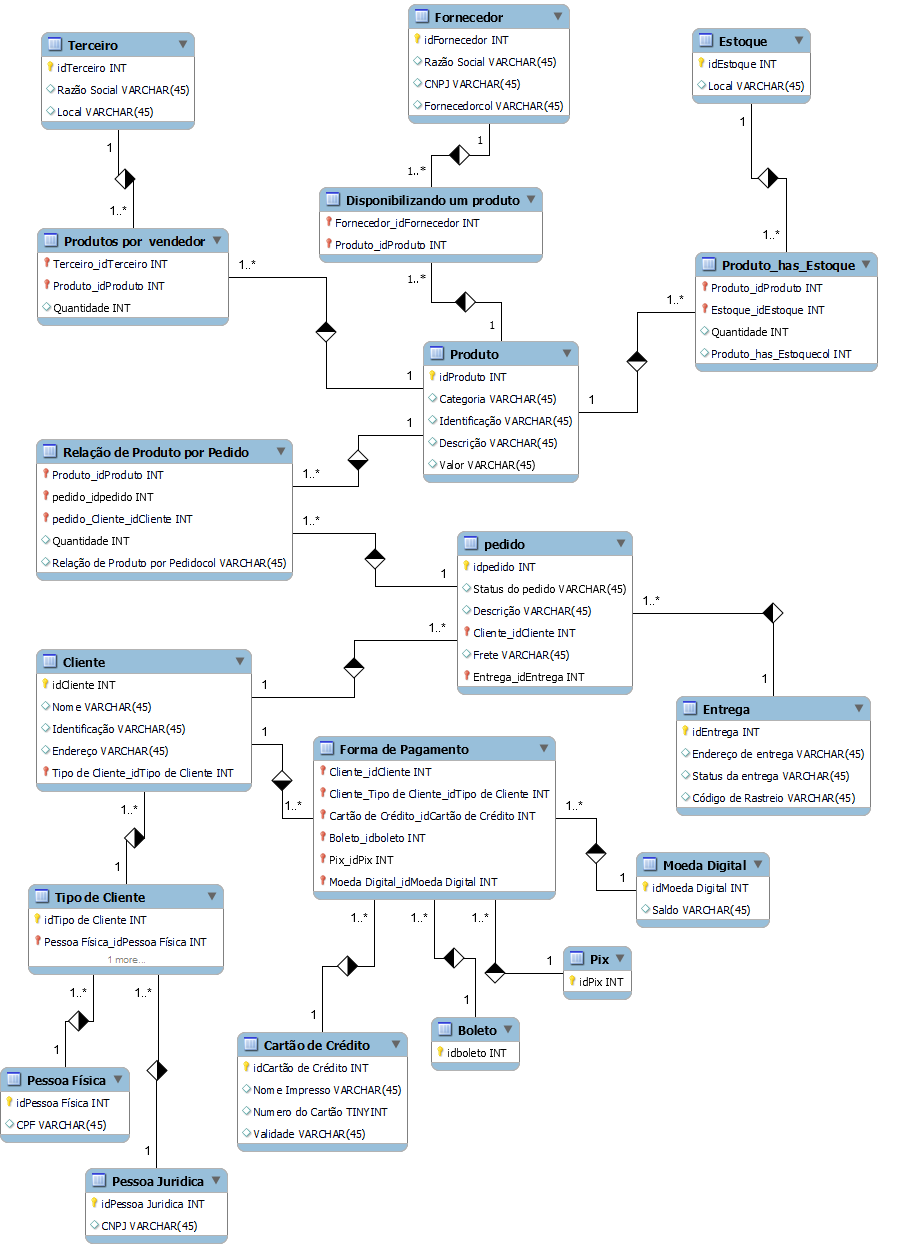 Terceiro
idTerceiro INT
Razão Social VARCHAR(45)
Local VARCHAR(45)
Fornecedor
idFornecedor INT
Razão Social VARCHAR(45)
CNPJ VARCHAR(45)
Fornecedorcol VARCHAR(45)
Estoque
idEstoque INT
Local VARCHAR(45)
1
1
1
1..*
1..*
1..*
Disponibilizando um produto
Fornecedor_idFornecedor INT
Produto_idProduto INT
Produtos por vendedor
Terceiro_idTerceiro INT
Produto_idProduto INT
Quantidade INT
Produto_has_Estoque
Produto_idProduto INT
Estoque_idEstoque INT
Quantidade INT
Produto_has_Estoquecol INT
1..*
1..*
1..*
1
1
1
Produto
idProduto INT
Categoria VARCHAR(45)
Identificação VARCHAR(45)
Descrição VARCHAR(45)
Valor VARCHAR(45)
1
1..*
Relação de Produto por Pedido
Produto_idProduto INT
pedido_idpedido INT
pedido_Cliente_idCliente INT
Quantidade INT
Relação de Produto por Pedidocol VARCHAR(45)
1..*
1
pedido
idpedido INT
Status do pedido VARCHAR(45)
Descrição VARCHAR(45)
Cliente_idCliente INT
Frete VARCHAR(45)
Entrega_idEntrega INT
1..*
1
1..*
1
Cliente
idCliente INT
Nome VARCHAR(45)
Identificação VARCHAR(45)
Endereço VARCHAR(45)
Tipo de Cliente_idTipo de Cliente INT
Entrega
idEntrega INT
Endereço de entrega VARCHAR(45)
Status da entrega VARCHAR(45)
Código de Rastreio VARCHAR(45)
1
1..*
Forma de Pagamento
Cliente_idCliente INT
Cliente_Tipo de Cliente_idTipo de Cliente INT
Cartão de Crédito_idCartão de Crédito INT
Boleto_idboleto INT
Pix_idPix INT
Moeda Digital_idMoeda Digital INT
1..*
1
1..*
1
Moeda Digital
idMoeda Digital INT
Saldo VARCHAR(45)
Tipo de Cliente
idTipo de Cliente INT
Pessoa Física_idPessoa Física INT
1 more...
1..*
1..*
1..*
1
Pix
idPix INT
1..*
1..*
1
1
1
1
Boleto
idboleto INT
Cartão de Crédito
idCartão de Crédito INT
Nome Impresso VARCHAR(45)
Numero do Cartão TINYINT
Validade VARCHAR(45)
Pessoa Física
idPessoa Física INT
CPF VARCHAR(45)
Pessoa Juridica
idPessoa Juridica INT
CNPJ VARCHAR(45)